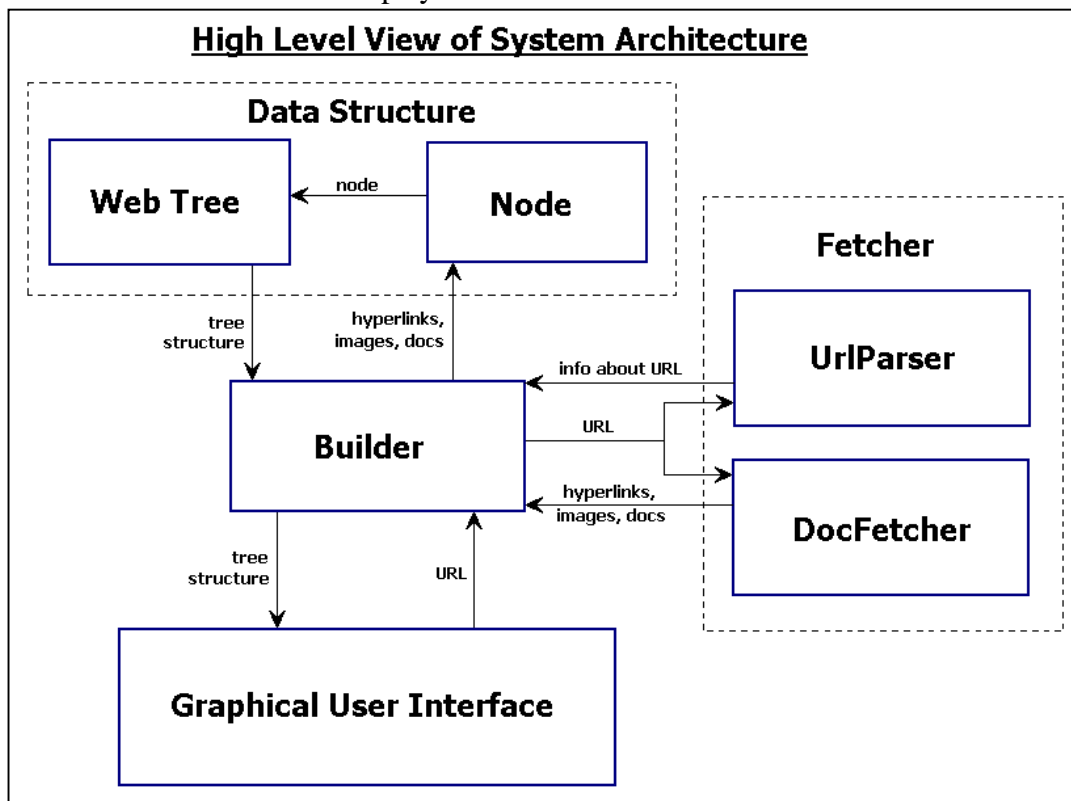 High Level View of System Architecture
Data Structure
Web Tree
node
Node
Fetcher
tree
structure
hyperlinks,
images, docs
UrlParser
info about URL
Builder
URL
hyperlinks,
images, docs
DocFetcher
tree
structure
URL
Graphical User Interface